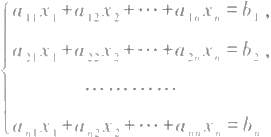 a₁₁x₁+a₁₂x₂+⋯+a₁ₙxₙ=b₁,
a₂₁x₁+a₂₂x₂+⋯+a₂ₙxₙ=b₂,
⋯⋯⋯⋯
aₙ₁x₁+aₙ₂x₂+⋯+aₙₙxₙ=bₙ